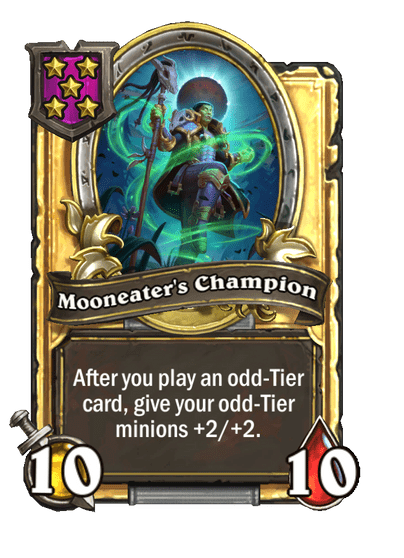 Mooneater's Champion
After you play an odd-Tier
card, give your odd-Tier
minions +2/+2.
10 10